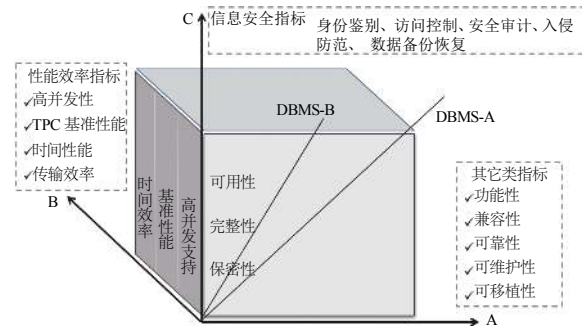 C
信息安全指标
身份鉴别、访问控制、安全审计、入侵
防范、 数据备份恢复
性能效率指标
✓高并发性
✓TPC 基准性能
✓时间性能
✓传输效率
B
DBMS-B
DBMS-A
时间效率
基准性能
高并发支持
可用性
完整性
保密性
其它类指标
✓功能性
✓兼容性
✓可靠性
✓可维护性
✓可移植性
A